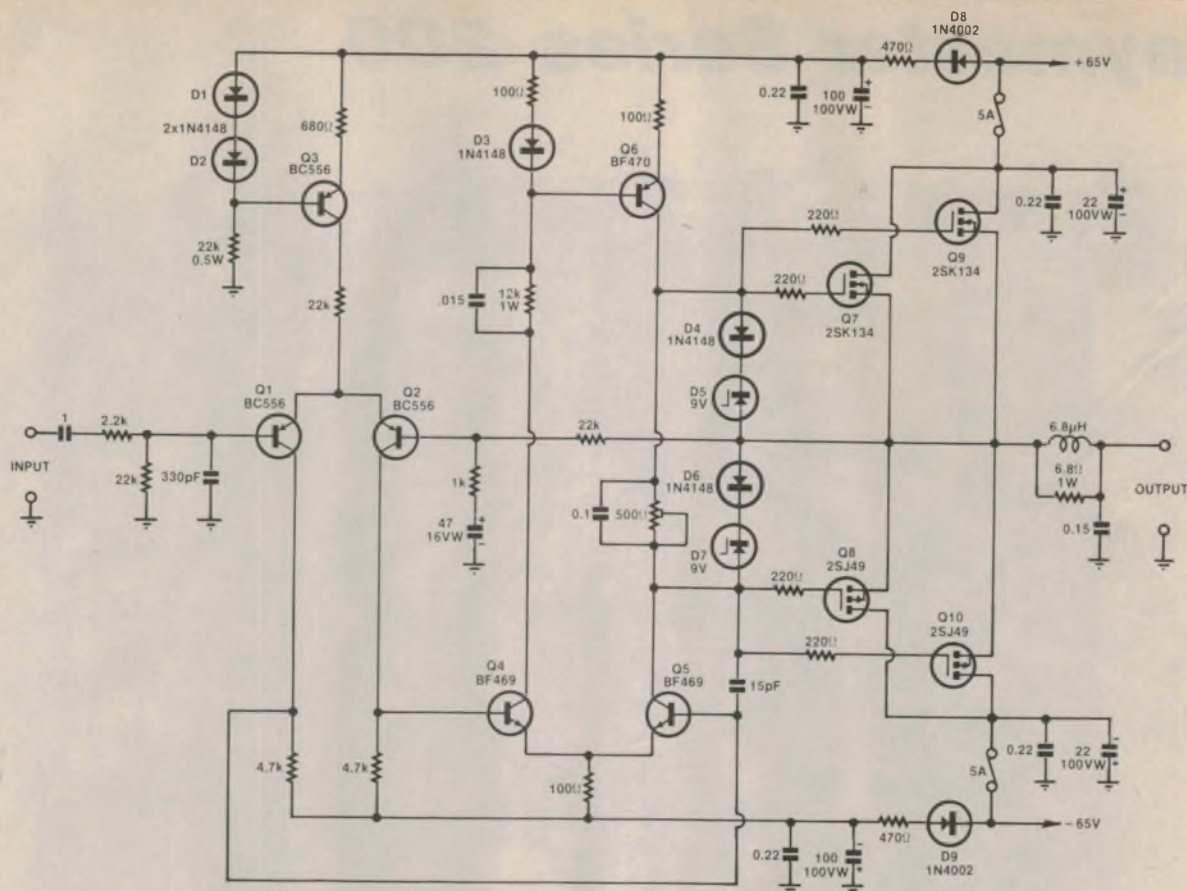 D8
1N4002
470Ω
+65V
0.22
100
100VW
+
-
5A
D1
2x1N4148
D2
680Ω
Q3
BC556
100Ω
D3
1N4148
100Ω
Q6
BF470
22k
0.5W
22k
.015
12k
1W
220Ω
Q9
2SK134
0.22
22
100VW
+
-
220Ω
Q7
2SK134
D4
1N4148
D5
9V
Q1
BC556
Q2
BC556
1
2.2k
INPUT
22k
330pF
22k
1k
47
16VW
+
-
D6
1N4148
0.1
500Ω
D7
9V
6.8µH
6.8Ω
1W
0.15
OUTPUT
220Ω
Q8
2SJ49
Q10
2SJ49
220Ω
Q4
BF469
Q5
BF469
15pF
4.7k
4.7k
100Ω
0.22
22
100VW
-
+
5A
470Ω
-65V
0.22
100
100VW
-
+
D9
1N4002